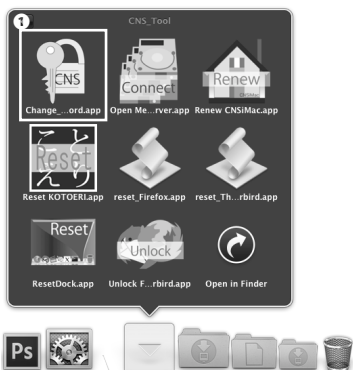 1
CNS_Tool
CNS
Connect
Renew
CNSiMac
Change_...ord.app
Open Me...rver.app
Renew CNSiMac.app
ことえり
Reset
Reset KOTOERI.app
reset_Firefox.app
reset_Th...rbird.app
Reset
Unlock
ResetDock.app
Unlock F...rbird.app
Open in Finder
Ps